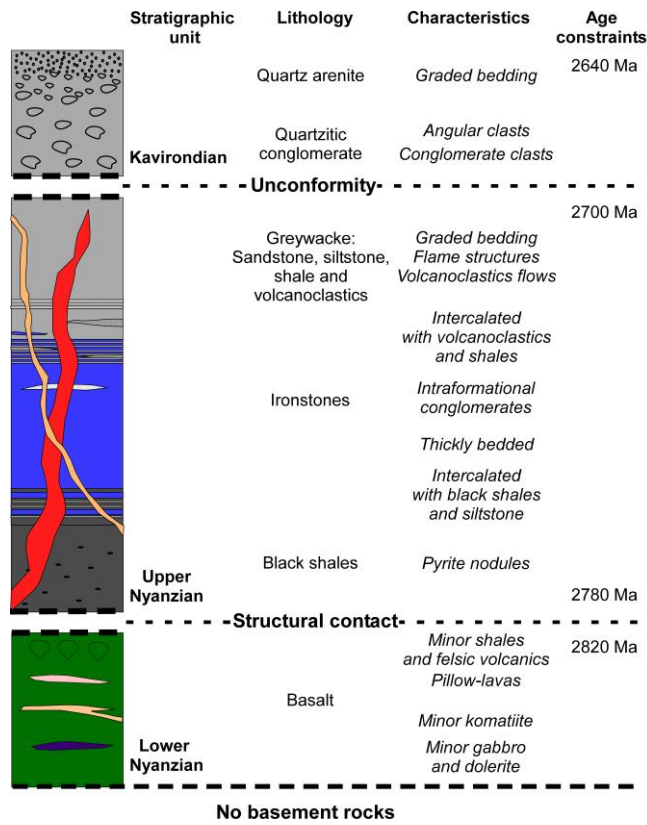 Stratigraphic
unit
Lithology
Characteristics
Age
constraints
Quartz arenite
Graded bedding
2640 Ma
Quartzitic
conglomerate
Angular clasts
Conglomerate clasts
Kavirondian
Unconformity
2700 Ma
Greywacke:
Sandstone, siltstone,
shale and
volcanoclastics
Graded bedding
Flame structures
Volcanoclastics flows
Intercalated
with volcanoclastics
and shales
Ironstones
Intraformational
conglomerates
Thickly bedded
Intercalated
with black shales
and siltstone
Black shales
Pyrite nodules
Upper
Nyanzian
2780 Ma
Structural contact
Minor shales
and felsic volcanics
Pillow-lavas
2820 Ma
Basalt
Minor komatiite
Minor gabbro
and dolerite
Lower
Nyanzian
No basement rocks